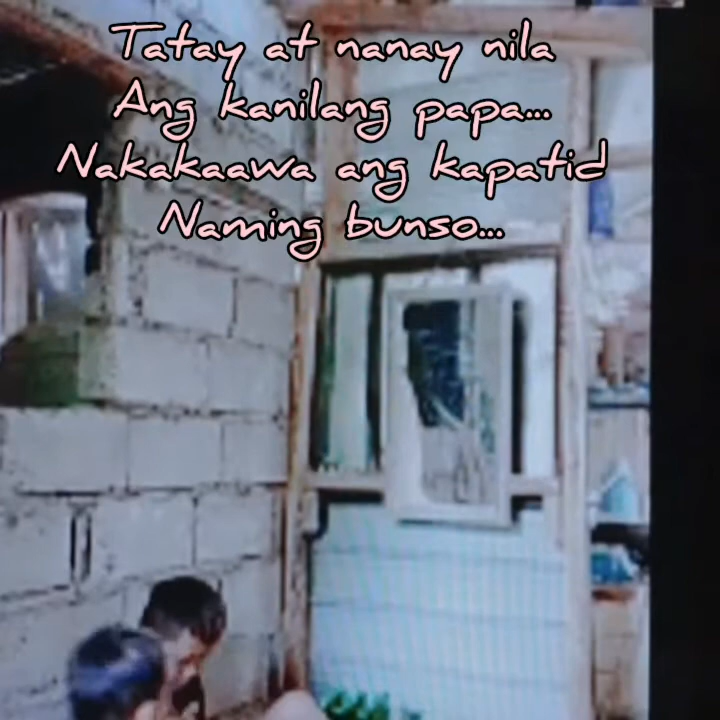 Tatay at nanay nila
Ang kanilang papa...
Nakakaawa ang kapatid
Naming bunso...